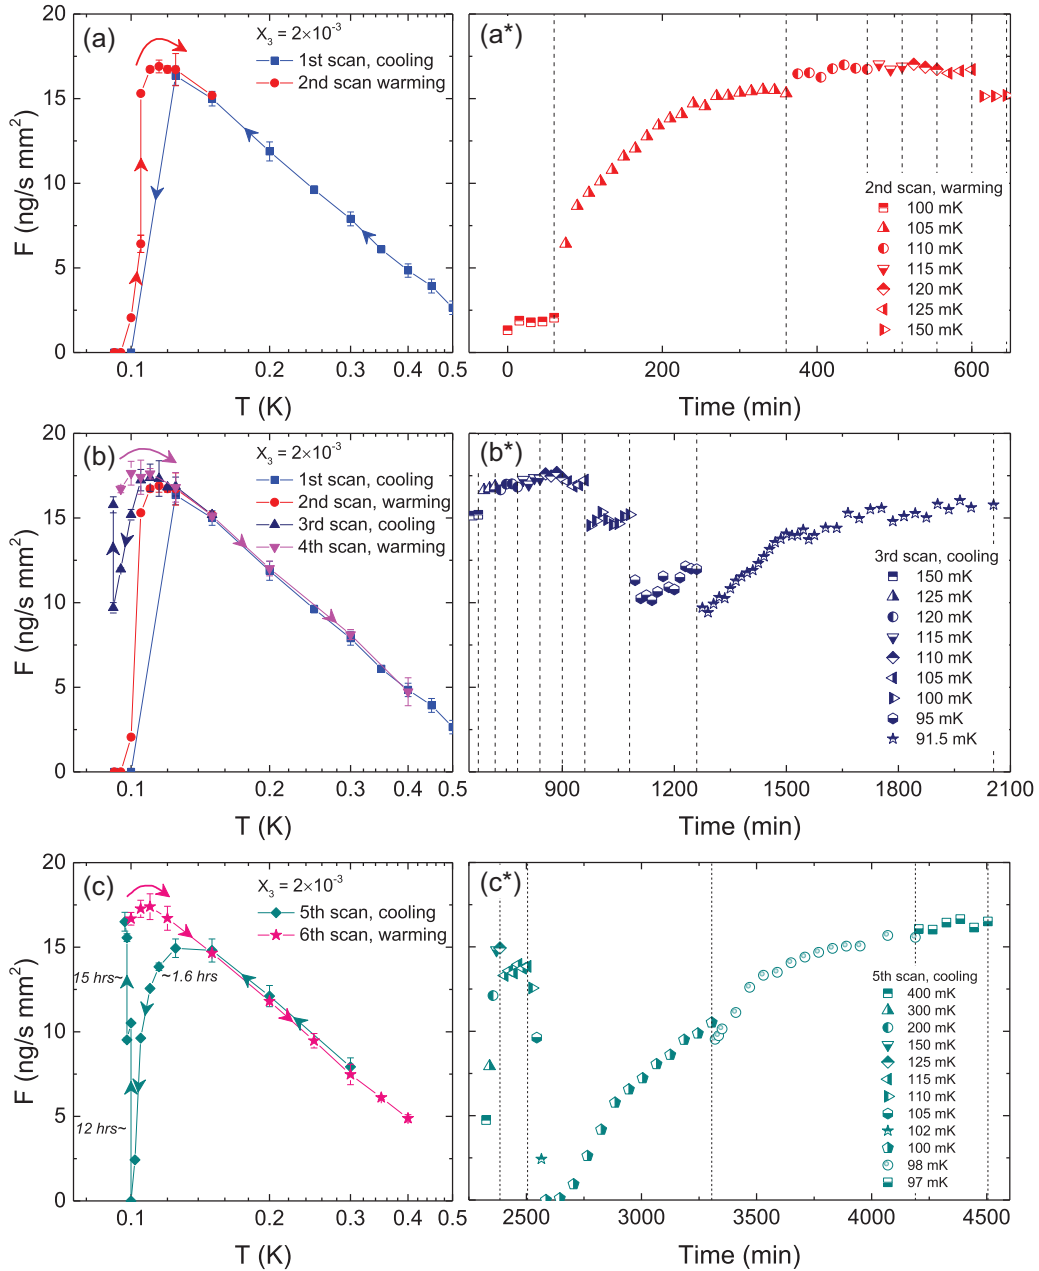 (a)
X3 = 2×10-3
1st scan, cooling
2nd scan warming
F (ng/s mm2)
20
15
10
5
0
0.1
0.2
0.3
0.4
0.5
T (K)
(a*)
2nd scan, warming
100 mK
105 mK
110 mK
115 mK
120 mK
125 mK
150 mK
0
200
400
600
Time (min)
(b)
X3 = 2×10-3
1st scan, cooling
2nd scan, warming
3rd scan, cooling
4th scan, warming
F (ng/s mm2)
20
15
10
5
0
0.1
0.2
0.3
0.4
0.5
T (K)
(b*)
3rd scan, cooling
150 mK
125 mK
120 mK
115 mK
110 mK
105 mK
100 mK
95 mK
91.5 mK
900
1200
1500
1800
2100
Time (min)
(c)
X3 = 2×10-3
5th scan, cooling
6th scan, warming
15 hrs~
~1.6 hrs
12 hrs~
F (ng/s mm2)
20
15
10
5
0
0.1
0.2
0.3
0.4
0.5
T (K)
(c*)
5th scan, cooling
400 mK
300 mK
200 mK
150 mK
125 mK
115 mK
110 mK
105 mK
102 mK
100 mK
98 mK
97 mK
2500
3000
3500
4000
4500
Time (min)